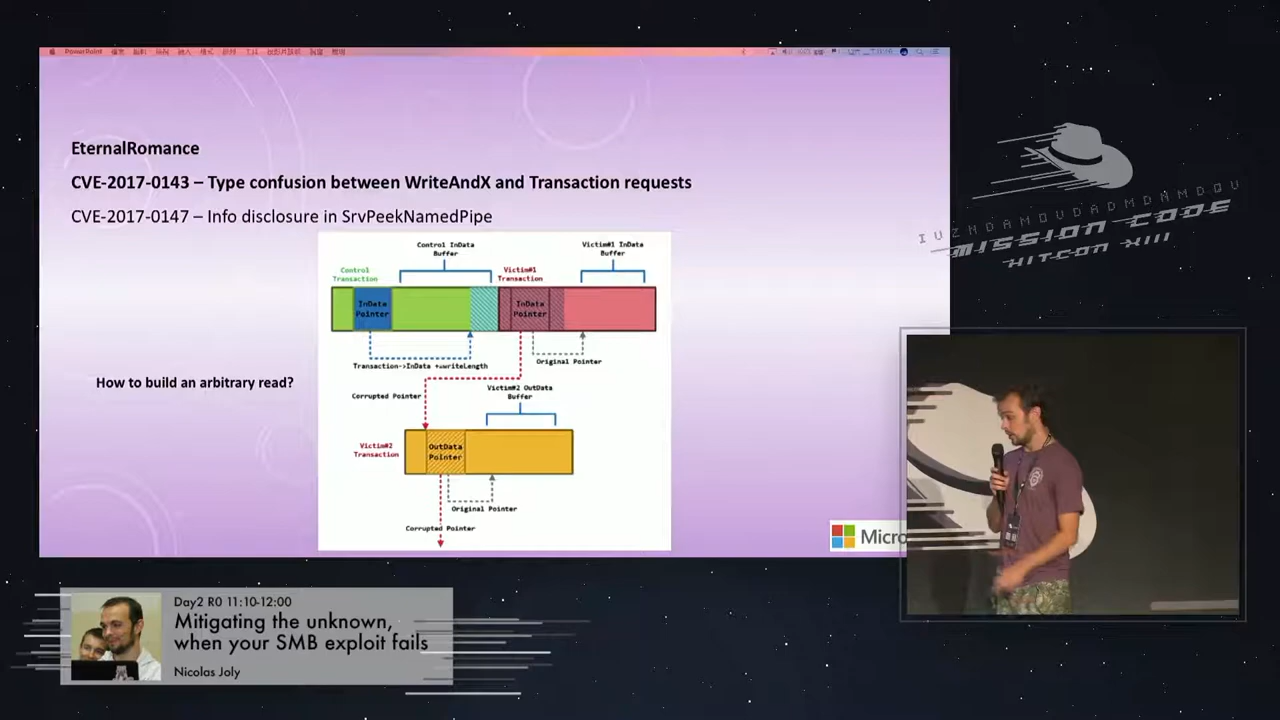 PowerPoint
EternalRomance
CVE-2017-0143 – Type confusion between WriteAndX and Transaction requests
CVE-2017-0147 – Info disclosure in SrvPeekNamedPipe
Control InData
Buffer
Victim#1 InData
Buffer
Control
Transaction
Victim#1
Transaction
InData
Pointer
InData
Pointer
Transaction->InData +=writeLength
Original Pointer
How to build an arbitrary read?
Corrupted Pointer
Victim#2 OutData
Buffer
Victim#2
Transaction
OutData
Pointer
Original Pointer
Corrupted Pointer
Micro
MISSION CODE
HITCON XIII
Day2 R0 11:10-12:00
Mitigating the unknown,
when your SMB exploit fails
Nicolas Joly